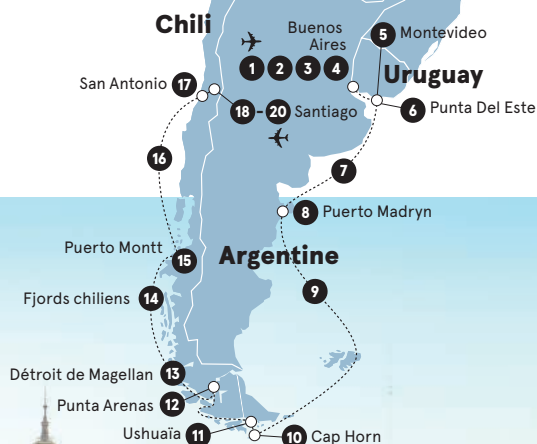 Chili
Buenos
Aires
1 2 3 4
5 Montevideo
Uruguay
6 Punta Del Este
San Antonio 17
18-20 Santiago
16
7
8 Puerto Madryn
Puerto Montt 15
Argentine
9
Fjords chiliens 14
Détroit de Magellan 13
Punta Arenas 12
Ushuaïa 11
10 Cap Horn